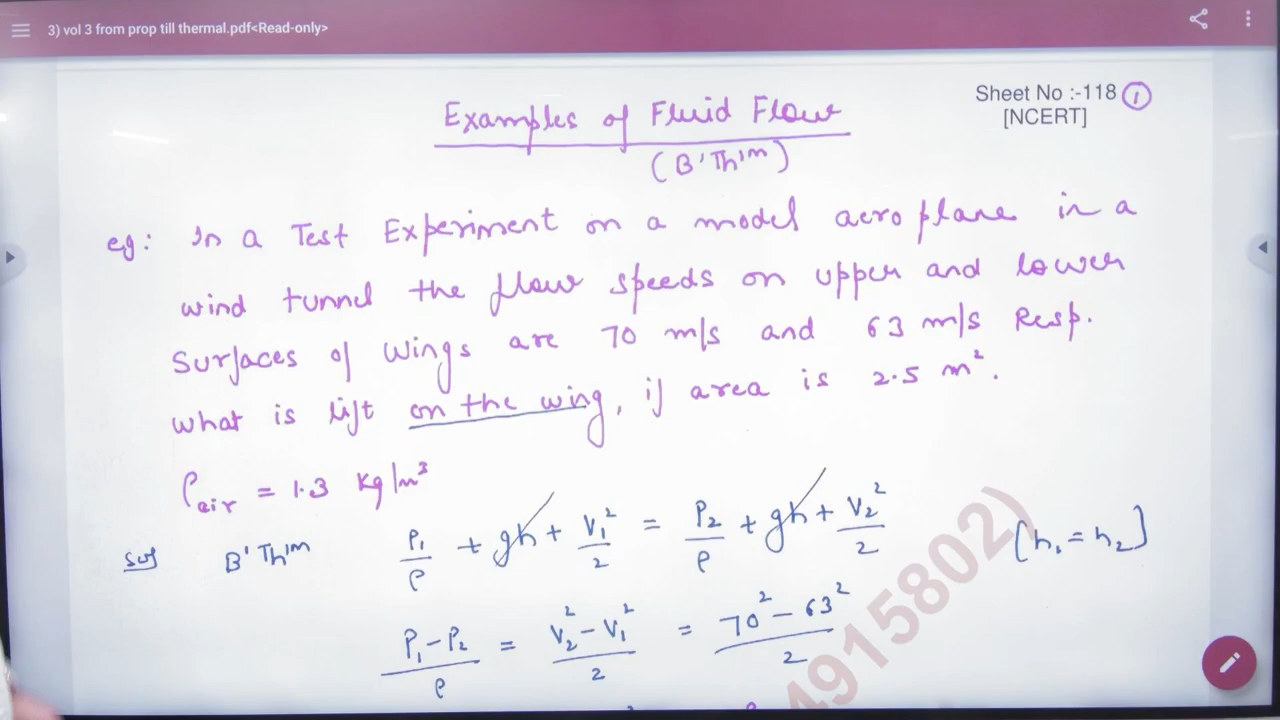 3) vol 3 from prop till thermal.pdf<Read-only>
Sheet No :-118 ①
[NCERT]
Examples of Fluid Flow
(B'Th'm)
eg: In a Test Experiment on a model aeroplane in a
wind tunnel the flow speeds on upper and lower
Surfaces of wings are 70 m/s and 63 m/s Resp.
what is lift on the wing, if area is 2.5 m².
ρair = 1.3 kg/m³
Sol B'Th'm P₁/ρ + gh + V₁²/2 = P₂/ρ + gh + V₂²/2 [h₁ = h₂]
(P₁-P₂)/ρ = (V₂²-V₁²)/2 = (70²-63²)/2
4915802)